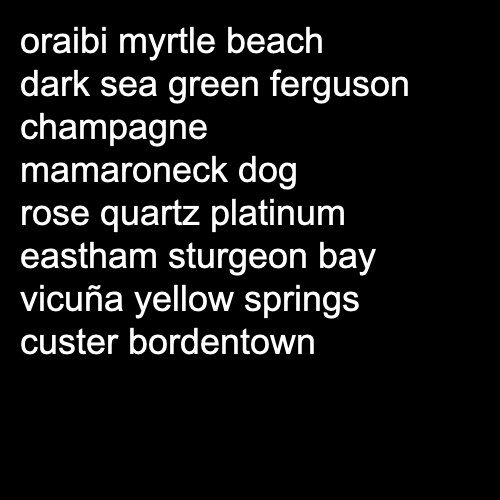 oraibi myrtle beach
dark sea green ferguson
champagne
mamaroneck dog
rose quartz platinum
eastham sturgeon bay
vicuña yellow springs
custer bordentown